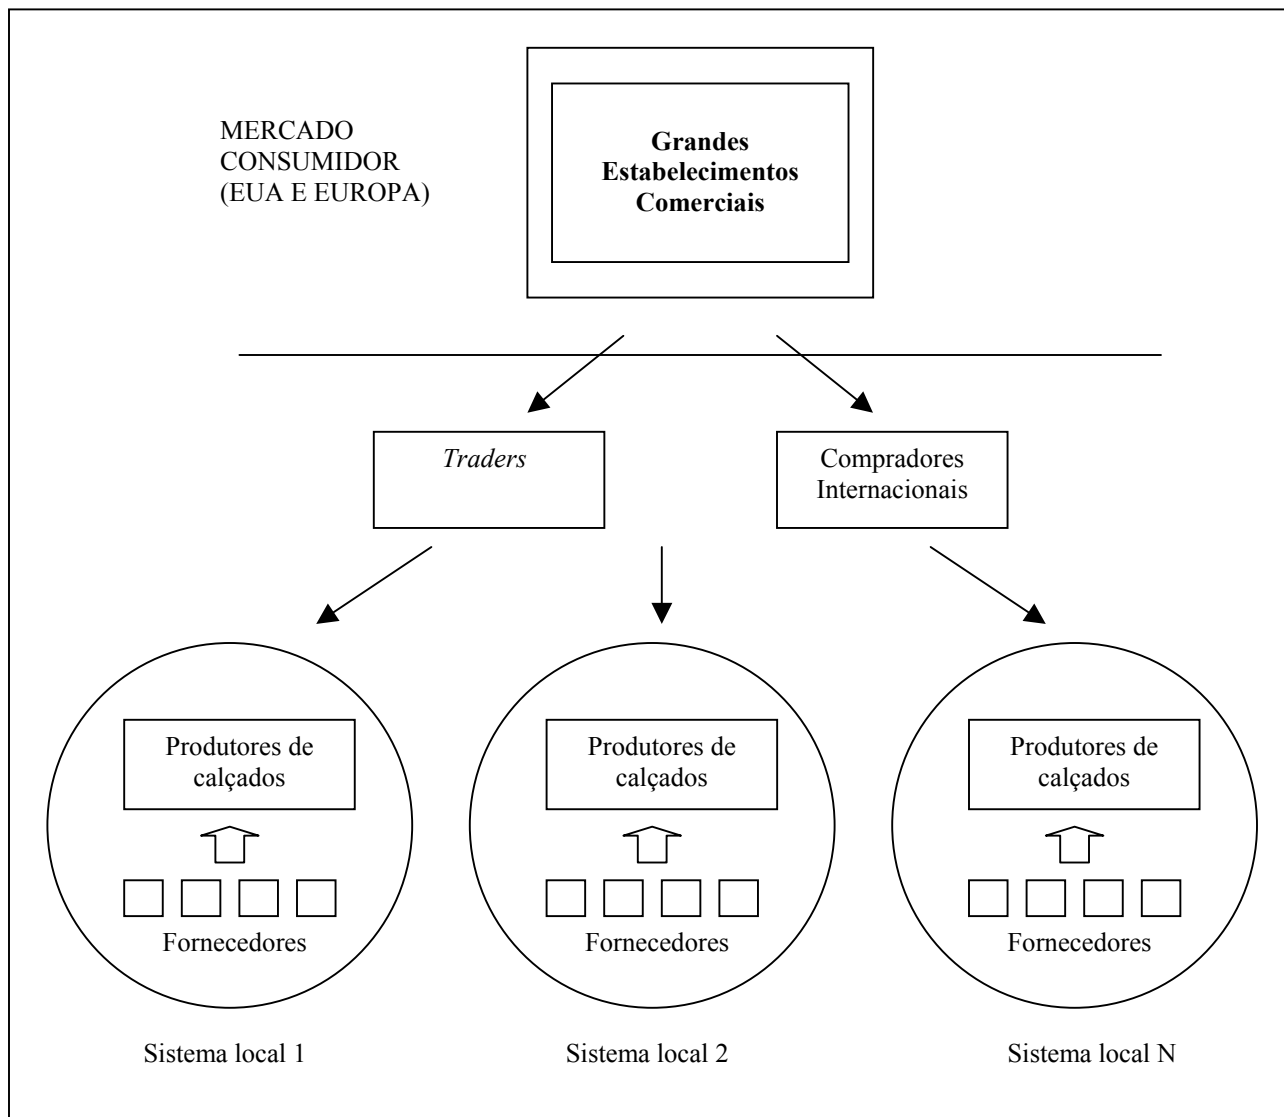 MERCADO
CONSUMIDOR
(EUA E EUROPA)
Grandes
Estabelecimentos
Comerciais
Traders
Compradores
Internacionais
Produtores de
calçados
Fornecedores
Sistema local 1
Produtores de
calçados
Fornecedores
Sistema local 2
Produtores de
calçados
Fornecedores
Sistema local N